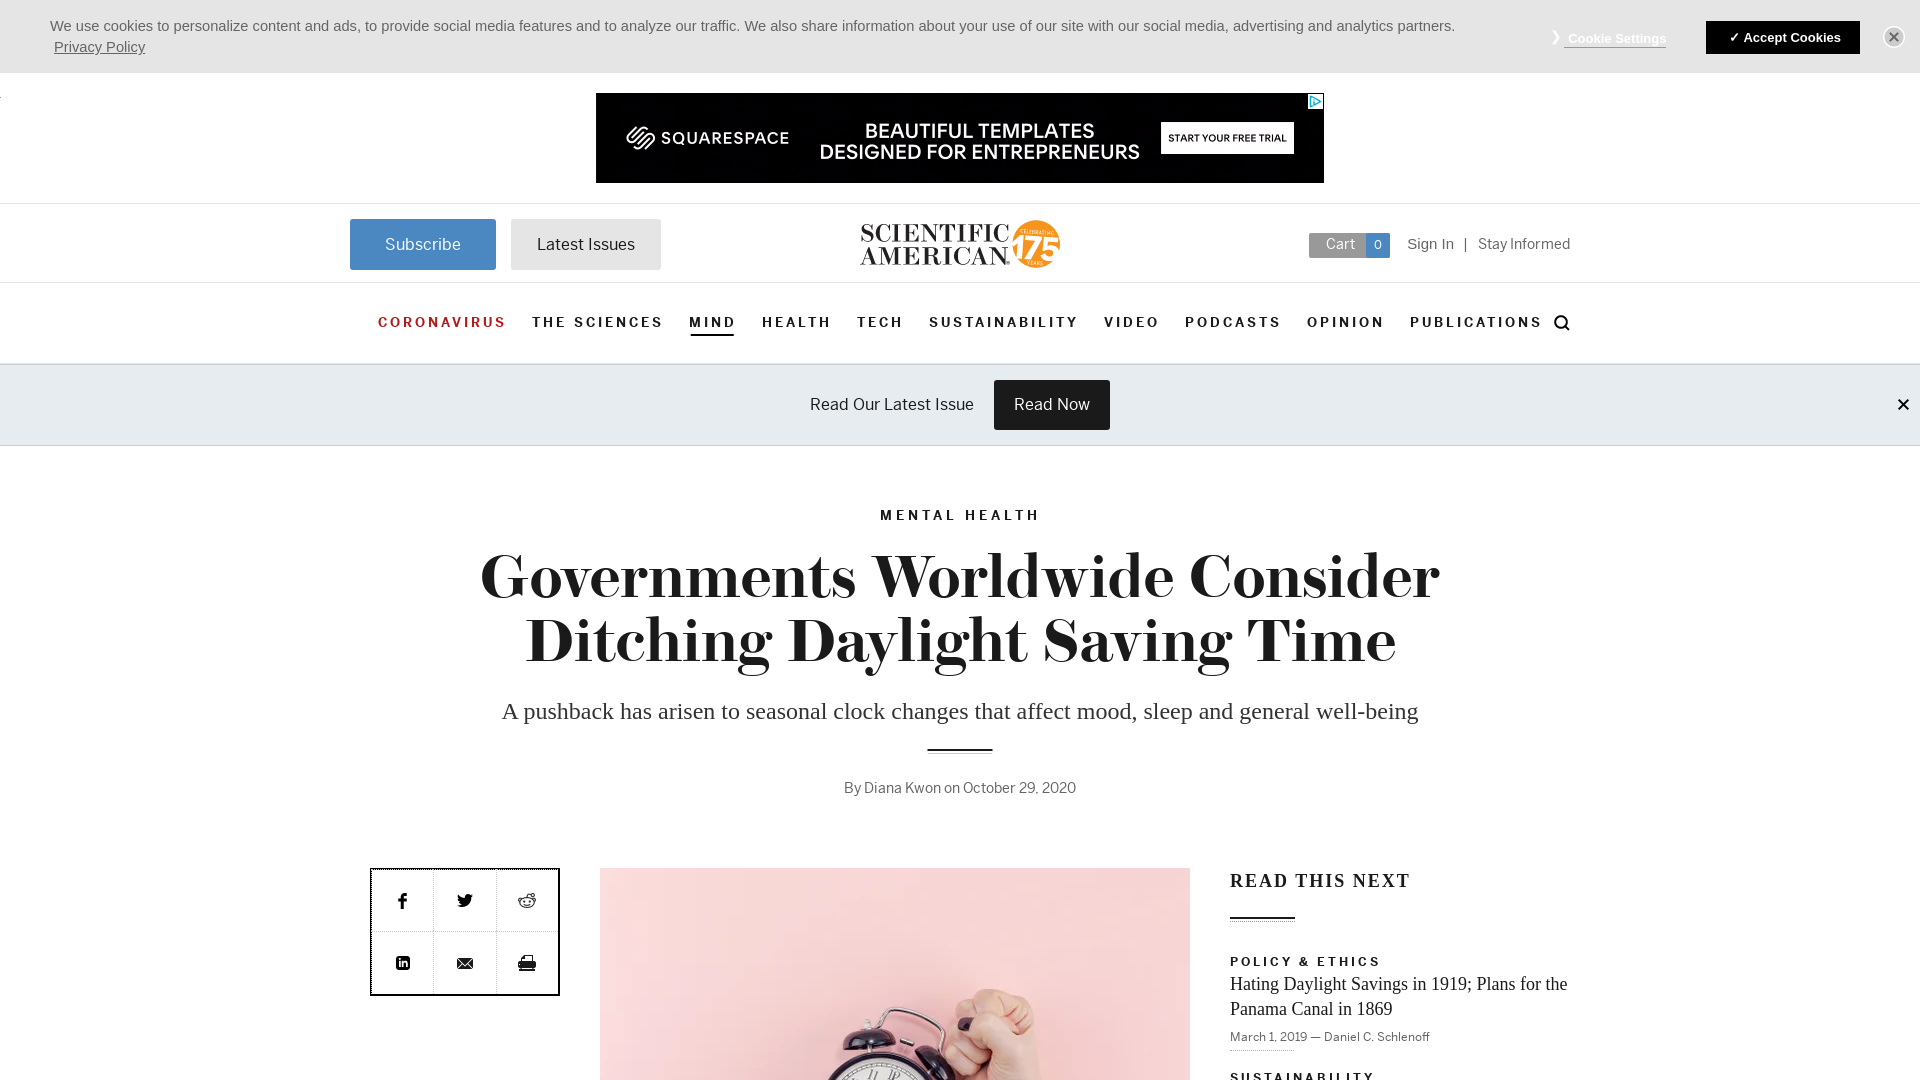 We use cookies to personalize content and ads, to provide social media features and to analyze our traffic. We also share information about your use of our site with our social media, advertising and analytics partners.
Privacy Policy
❯ Cookie Settings
✓ Accept Cookies
SQUARESPACE
BEAUTIFUL TEMPLATES
DESIGNED FOR ENTREPRENEURS
START YOUR FREE TRIAL
Subscribe
Latest Issues
SCIENTIFIC
AMERICAN
CELEBRATING
175
YEARS
Cart 0
Sign In | Stay Informed
CORONAVIRUS THE SCIENCES MIND HEALTH TECH SUSTAINABILITY VIDEO PODCASTS OPINION PUBLICATIONS
Read Our Latest Issue Read Now
MENTAL HEALTH
Governments Worldwide Consider
Ditching Daylight Saving Time
A pushback has arisen to seasonal clock changes that affect mood, sleep and general well-being
By Diana Kwon on October 29, 2020
READ THIS NEXT
POLICY & ETHICS
Hating Daylight Savings in 1919; Plans for the
Panama Canal in 1869
March 1, 2019 — Daniel C. Schlenoff
SUSTAINABILITY